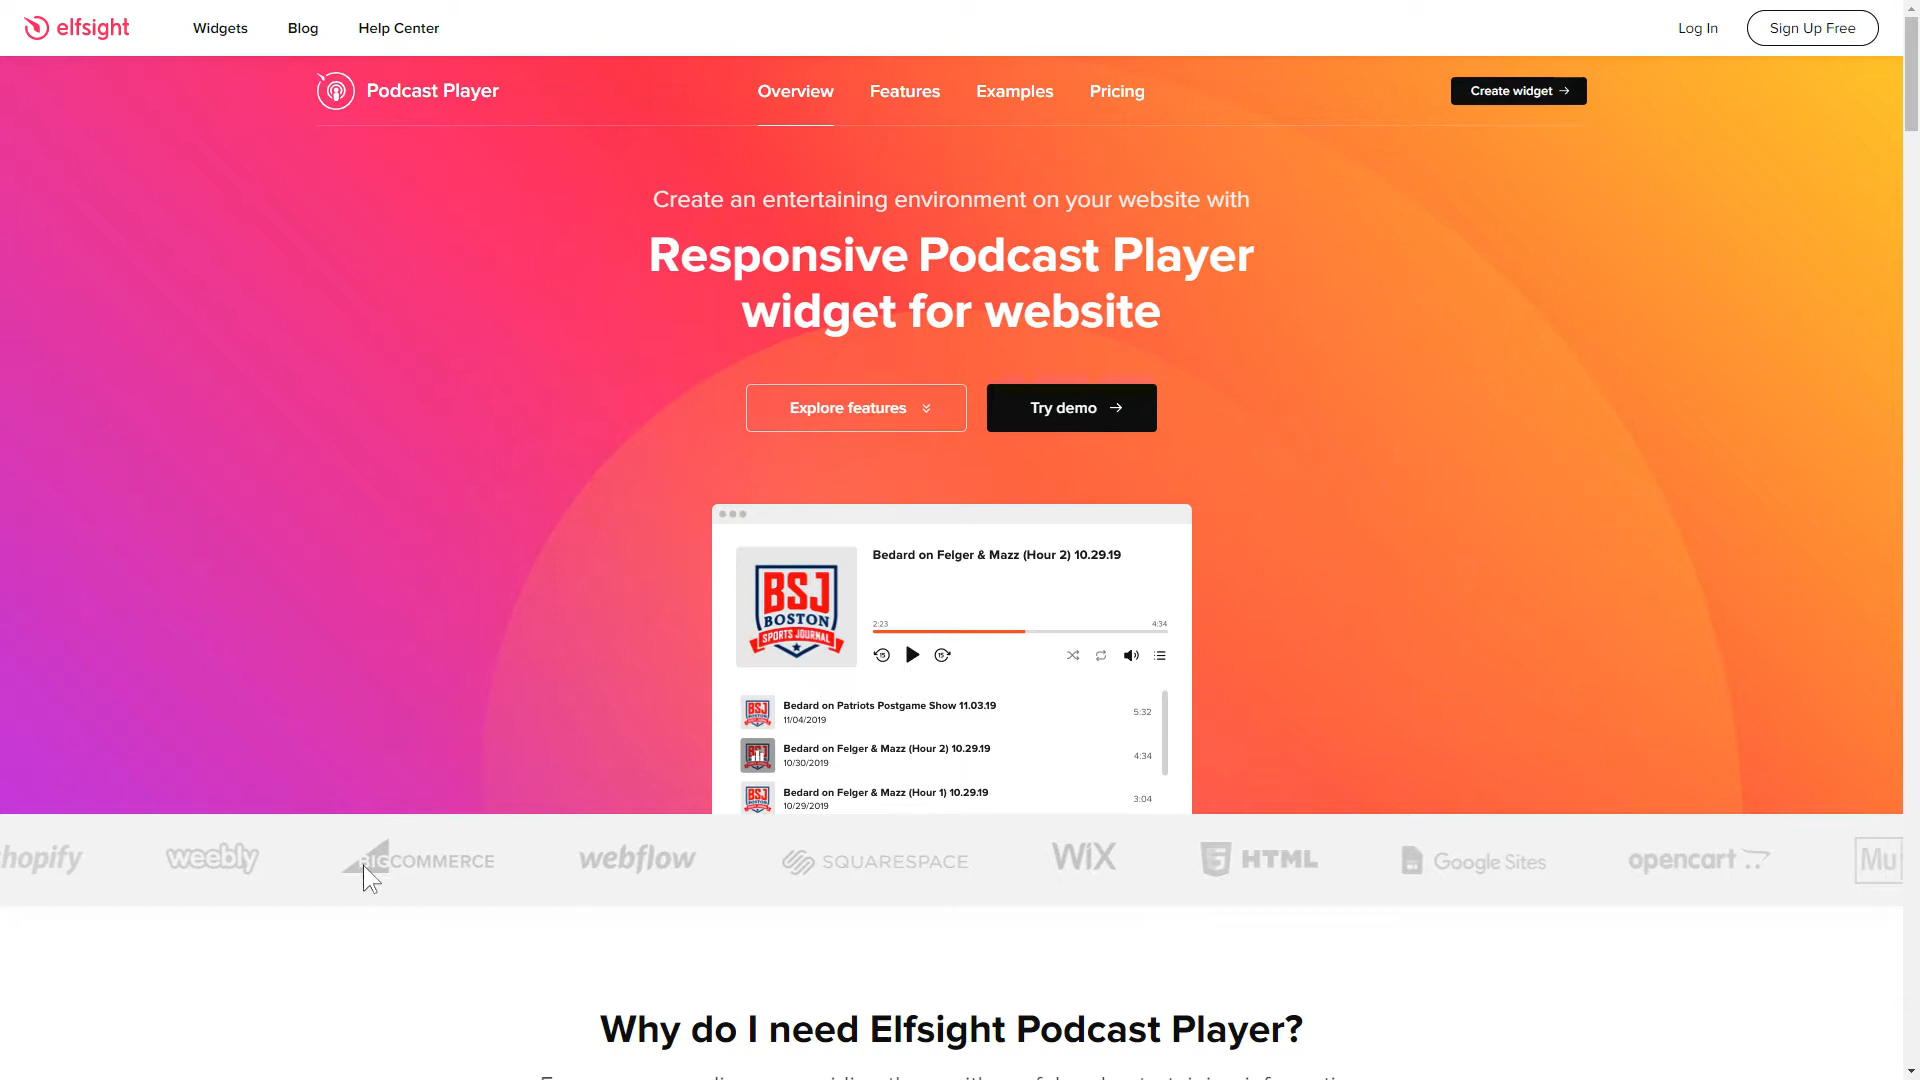 elfsight
Widgets
Blog
Help Center
Log In
Sign Up Free
Podcast Player
Overview
Features
Examples
Pricing
Create widget
Create an entertaining environment on your website with
Responsive Podcast Player
widget for website
Explore features
Try demo
Bedard on Felger & Mazz (Hour 2) 10.29.19
BSJ
BOSTON
SPORTS JOURNAL
2:23
4:34
15
15
BSJ
Bedard on Patriots Postgame Show 11.03.19
11/04/2019
5:32
Bedard on Felger & Mazz (Hour 2) 10.29.19
10/30/2019
4:34
BSJ
Bedard on Felger & Mazz (Hour 1) 10.29.19
10/29/2019
3:04
hopify
weebly
BIGCOMMERCE
webflow
SQUARESPACE
WiX
HTML
Google Sites
opencart
Mu
Why do I need Elfsight Podcast Player?